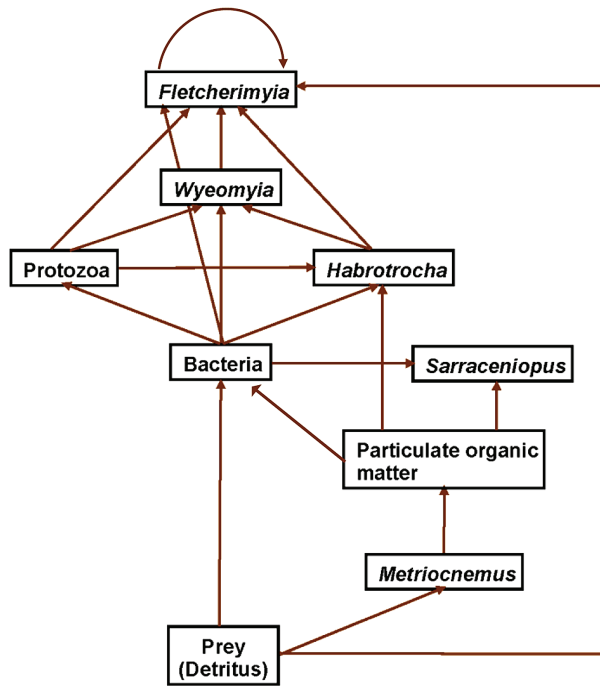 Fletcherimyia
Wyeomyia
Protozoa
Habrotrocha
Bacteria
Sarraceniopus
Particulate organic
matter
Metriocnemus
Prey
(Detritus)